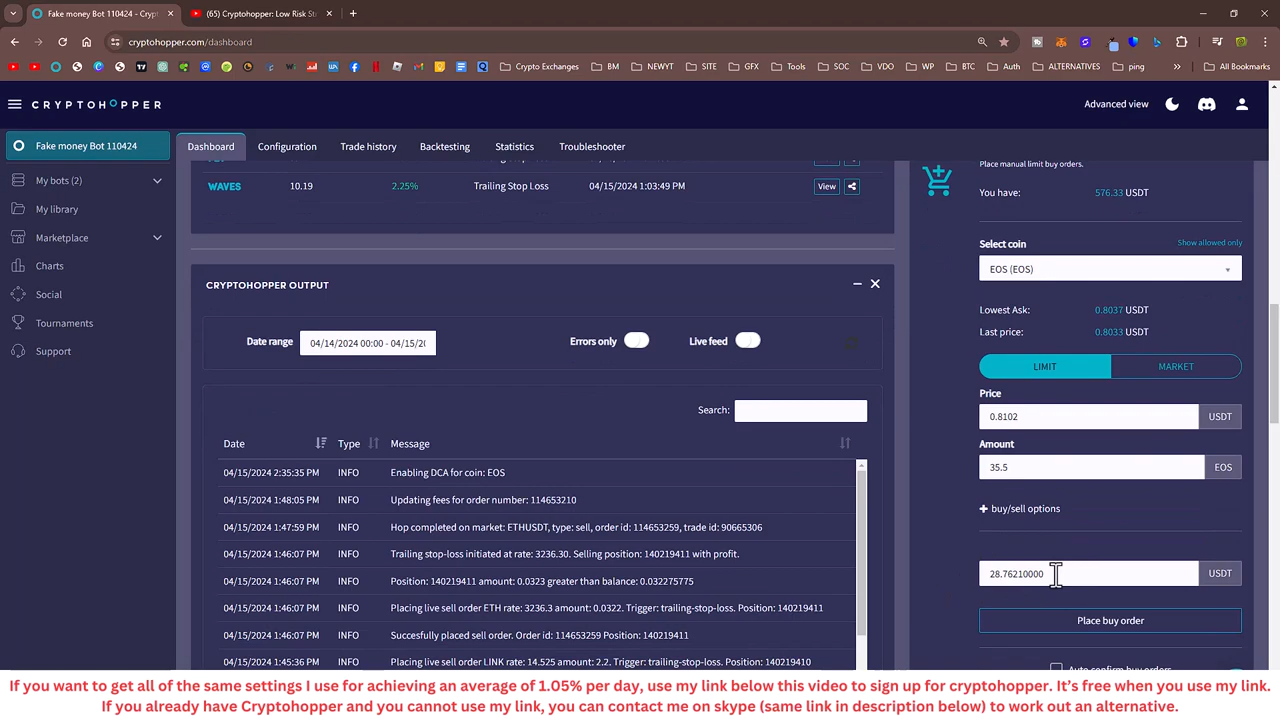 Fake money Bot 110424 - Crypt
(65) Cryptohopper: Low Risk St
cryptohopper.com/dashboard
Crypto Exchanges
BM
NEWYT
SITE
GFX
Tools
SOC
VDO
WP
BTC
Auth
ALTERNATIVES
ping
All Bookmarks
CRYPTOHOPPER
Advanced view
Fake money Bot 110424
Dashboard
Configuration
Trade history
Backtesting
Statistics
Troubleshooter
My bots (2)
My library
Marketplace
Charts
Social
Tournaments
Support
WAVES 10.19 2.25% Trailing Stop Loss 04/15/2024 1:03:49 PM View
CRYPTOHOPPER OUTPUT
Date range 04/14/2024 00:00 - 04/15/20 Errors only Live feed
Search:
Date Type Message
04/15/2024 2:35:35 PM INFO Enabling DCA for coin: EOS
04/15/2024 1:48:05 PM INFO Updating fees for order number: 114653210
04/15/2024 1:47:59 PM INFO Hop completed on market: ETHUSDT, type: sell, order id: 114653259, trade id: 90665306
04/15/2024 1:46:07 PM INFO Trailing stop-loss initiated at rate: 3236.30. Selling position: 140219411 with profit.
04/15/2024 1:46:07 PM INFO Position: 140219411 amount: 0.0323 greater than balance: 0.032275775
04/15/2024 1:46:07 PM INFO Placing live sell order ETH rate: 3236.3 amount: 0.0322. Trigger: trailing-stop-loss. Position: 140219411
04/15/2024 1:46:07 PM INFO Succesfully placed sell order. Order id: 114653259 Position: 140219411
04/15/2024 1:45:36 PM INFO Placing live sell order LINK rate: 14.525 amount: 2.2. Trigger: trailing-stop-loss. Position: 140219410
Place manual limit buy orders.
You have: 576.33 USDT
Select coin Show allowed only
EOS (EOS)
Lowest Ask: 0.8037 USDT
Last price: 0.8033 USDT
LIMIT MARKET
Price
0.8102 USDT
Amount
35.5 EOS
+ buy/sell options
28.76210000 USDT
Place buy order
Auto confirm buy orders
If you want to get all of the same settings I use for achieving an average of 1.05% per day, use my link below this video to sign up for cryptohopper. It's free when you use my link.
If you already have Cryptohopper and you cannot use my link, you can contact me on skype (same link in description below) to work out an alternative.